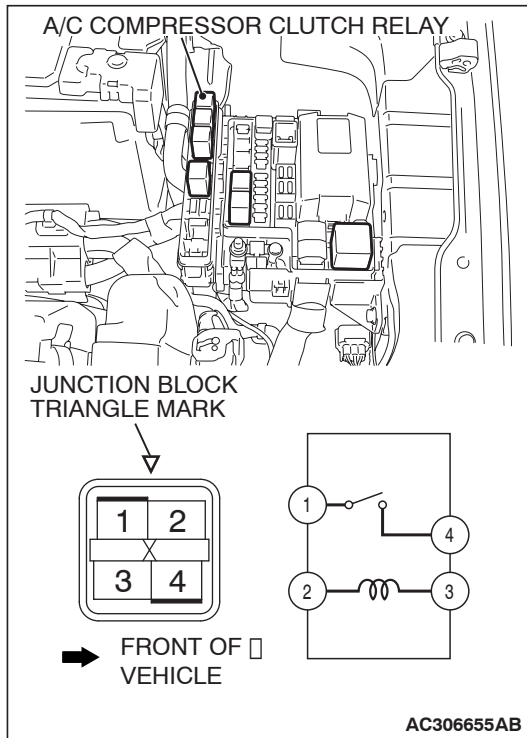 A/C COMPRESSOR CLUTCH RELAY
JUNCTION BLOCK
TRIANGLE MARK
1 2
3 4
1
4
2
3
FRONT OF
VEHICLE
AC306655AB